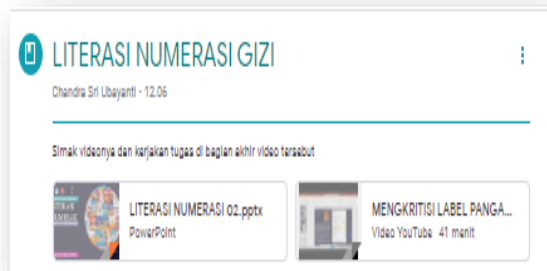 LITERASI NUMERASI GIZI
Chandra Sri Ubayanti - 12.06
Simak videonya dan kerjakan tugas di bagian akhir video tersebut
LITERASI NUMERASI 02.pptx
PowerPoint
MENGKRITISI LABEL PANGA...
Video YouTube 41 menit